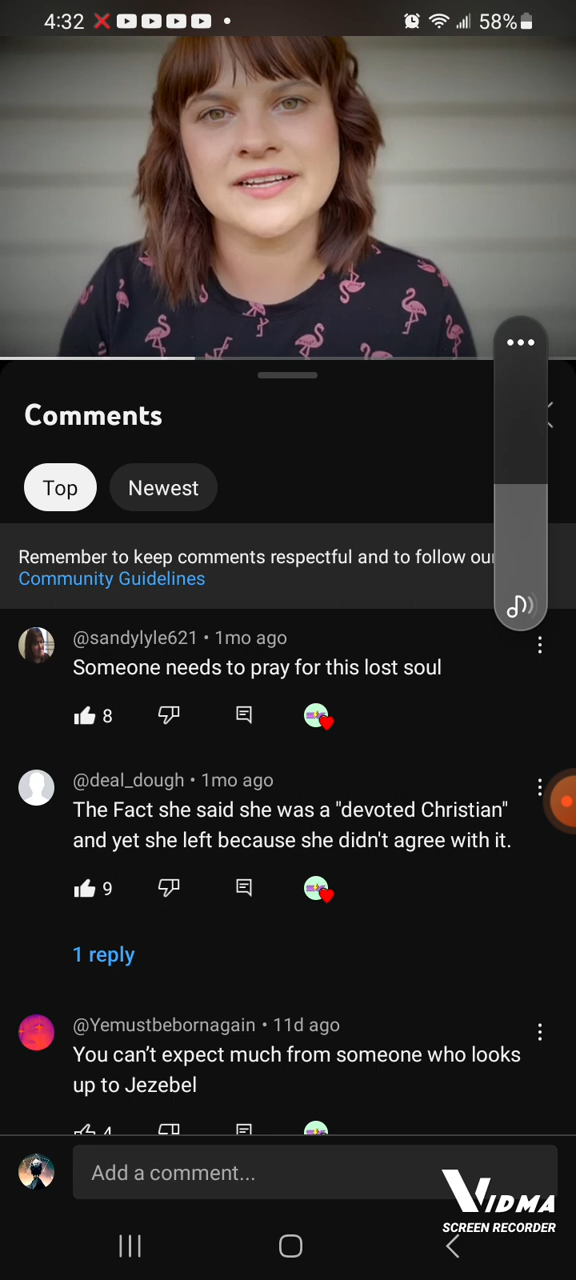 4:32
58%
Comments
Top
Newest
Remember to keep comments respectful and to follow our
Community Guidelines
@sandylyle621 • 1mo ago
Someone needs to pray for this lost soul
8
@deal_dough • 1mo ago
The Fact she said she was a "devoted Christian"
and yet she left because she didn't agree with it.
9
1 reply
@Yemustbebornagain • 11d ago
You can’t expect much from someone who looks
up to Jezebel
4
Add a comment...
VIDMA
SCREEN RECORDER